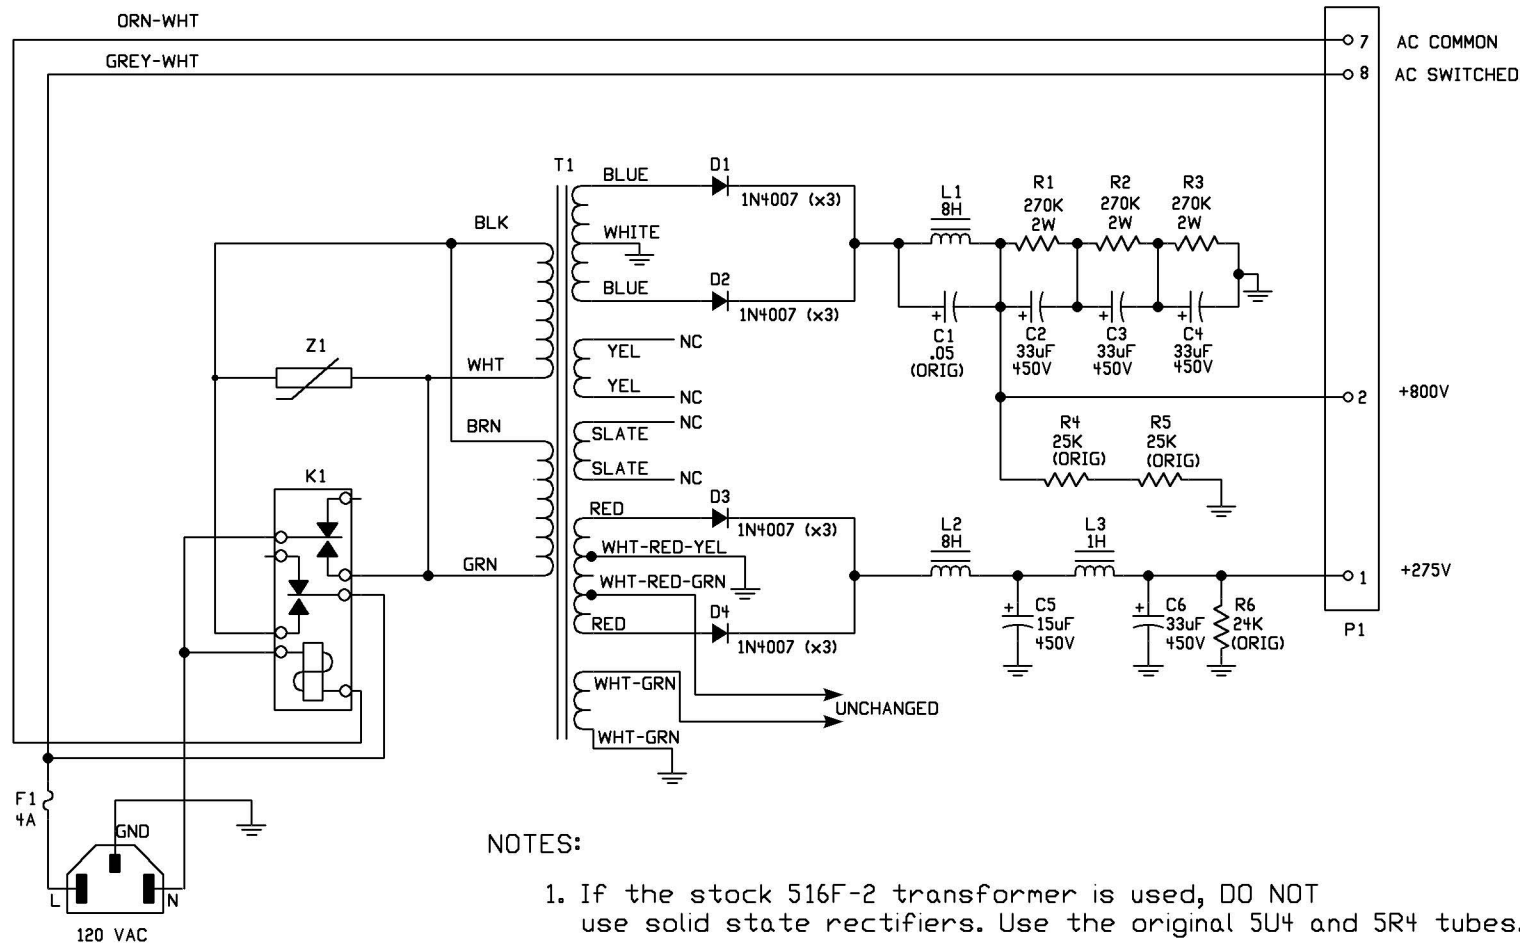 ORN-WHT
7 AC COMMON
GREY-WHT
8 AC SWITCHED
T1
BLUE
D1
1N4007 (x3)
L1
8H
R1
270K
2W
R2
270K
2W
R3
270K
2W
BLK
WHITE
BLUE
D2
1N4007 (x3)
+
C1
.05
(ORIG)
+
C2
33uF
450V
+
C3
33uF
450V
+
C4
33uF
450V
Z1
WHT
YEL
NC
YEL
NC
2 +800V
BRN
SLATE
NC
SLATE
NC
R4
25K
(ORIG)
R5
25K
(ORIG)
K1
RED
D3
1N4007 (x3)
WHT-RED-YEL
L2
8H
L3
1H
GRN
WHT-RED-GRN
1 +275V
RED
D4
1N4007 (x3)
+
C5
15uF
450V
+
C6
33uF
450V
R6
24K
(ORIG)
P1
WHT-GRN
UNCHANGED
WHT-GRN
F1
4A
GND
L
N
120 VAC
NOTES:
1. If the stock 516F-2 transformer is used, DO NOT
use solid state rectifiers. Use the original 5U4 and 5R4 tubes.